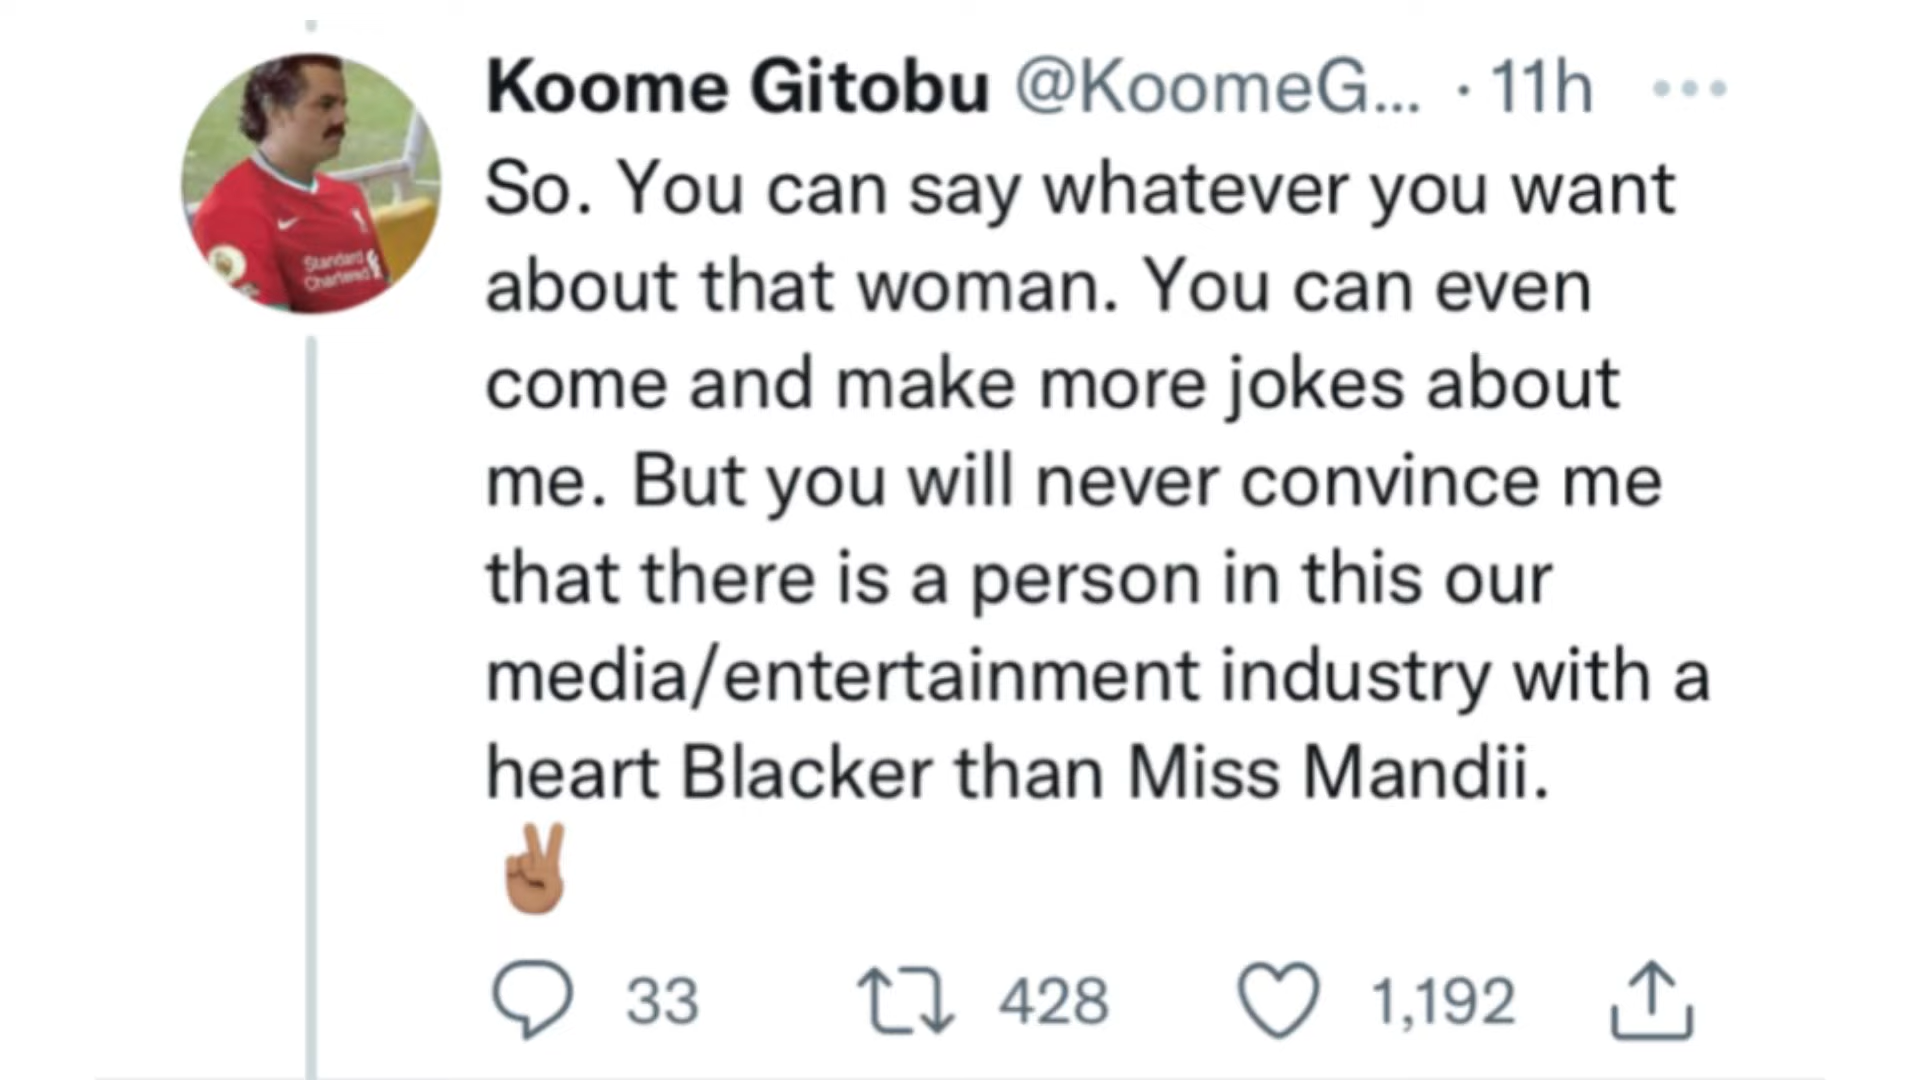 Koome Gitobu @KoomeG... · 11h
So. You can say whatever you want
about that woman. You can even
come and make more jokes about
me. But you will never convince me
that there is a person in this our
media/entertainment industry with a
heart Blacker than Miss Mandii.
✌🏽
33 428 1,192
Standard
Chartered